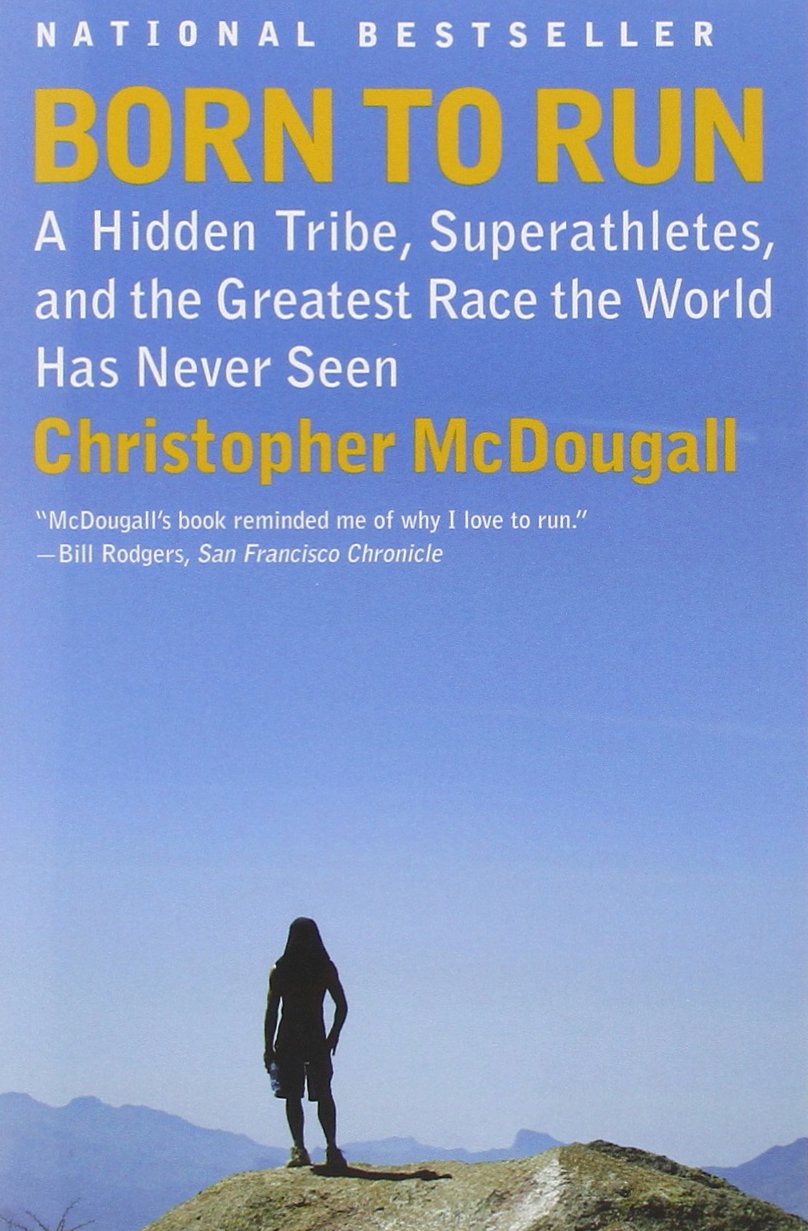 NATIONAL BESTSELLER
BORN TO RUN
A Hidden Tribe, Superathletes,
and the Greatest Race the World
Has Never Seen
Christopher McDougall
“McDougall’s book reminded me of why I love to run.”
—Bill Rodgers, San Francisco Chronicle